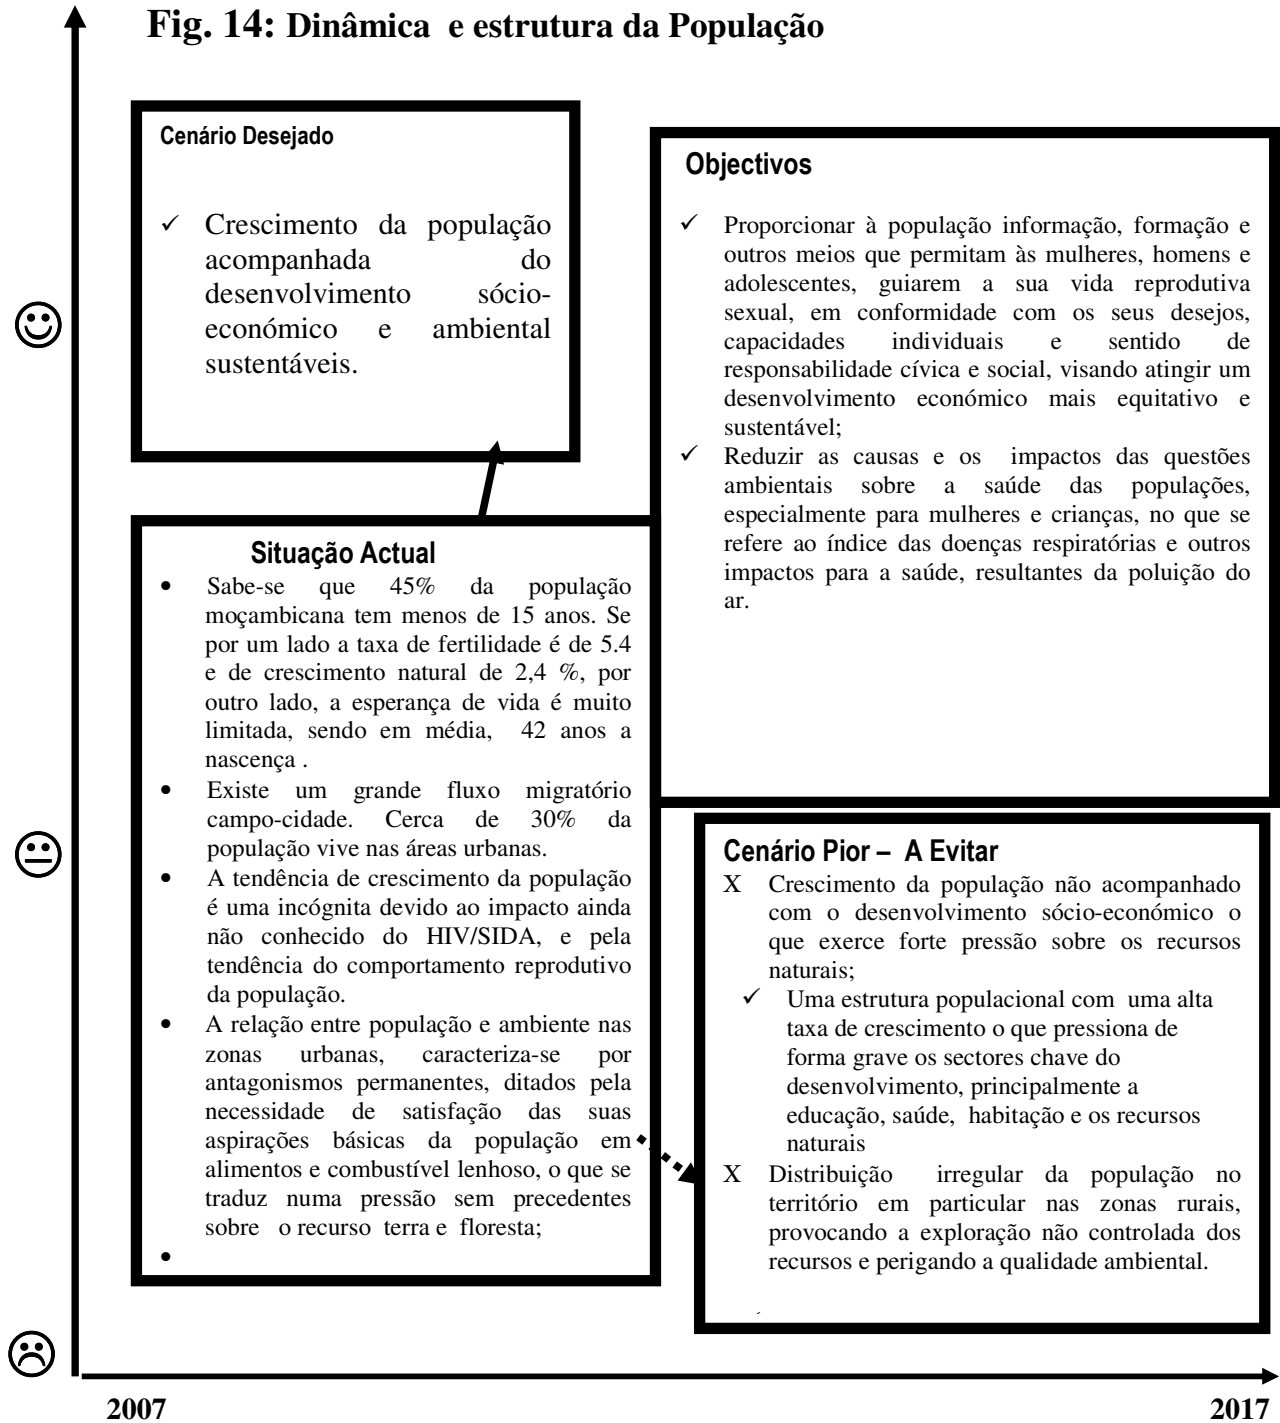 Fig. 14: Dinâmica e estrutura da População
Cenário Desejado
✓ Crescimento da população
acompanhada do
desenvolvimento sócio-
económico e ambiental
sustentáveis.
Objectivos
✓ Proporcionar à população informação, formação e
outros meios que permitam às mulheres, homens e
adolescentes, guiarem a sua vida reprodutiva
sexual, em conformidade com os seus desejos,
capacidades individuais e sentido de
responsabilidade cívica e social, visando atingir um
desenvolvimento económico mais equitativo e
sustentável;
✓ Reduzir as causas e os impactos das questões
ambientais sobre a saúde das populações,
especialmente para mulheres e crianças, no que se
refere ao índice das doenças respiratórias e outros
impactos para a saúde, resultantes da poluição do
ar.
Situação Actual
• Sabe-se que 45% da população
moçambicana tem menos de 15 anos. Se
por um lado a taxa de fertilidade é de 5.4
e de crescimento natural de 2,4 %, por
outro lado, a esperança de vida é muito
limitada, sendo em média, 42 anos a
nascença .
• Existe um grande fluxo migratório
campo-cidade. Cerca de 30% da
população vive nas áreas urbanas.
• A tendência de crescimento da população
é uma incógnita devido ao impacto ainda
não conhecido do HIV/SIDA, e pela
tendência do comportamento reprodutivo
da população.
• A relação entre população e ambiente nas
zonas urbanas, caracteriza-se por
antagonismos permanentes, ditados pela
necessidade de satisfação das suas
aspirações básicas da população em
alimentos e combustível lenhoso, o que se
traduz numa pressão sem precedentes
sobre o recurso terra e floresta;
•
Cenário Pior – A Evitar
X Crescimento da população não acompanhado
com o desenvolvimento sócio-económico o
que exerce forte pressão sobre os recursos
naturais;
✓ Uma estrutura populacional com uma alta
taxa de crescimento o que pressiona de
forma grave os sectores chave do
desenvolvimento, principalmente a
educação, saúde, habitação e os recursos
naturais
X Distribuição irregular da população no
território em particular nas zonas rurais,
provocando a exploração não controlada dos
recursos e perigando a qualidade ambiental.
2007
2017